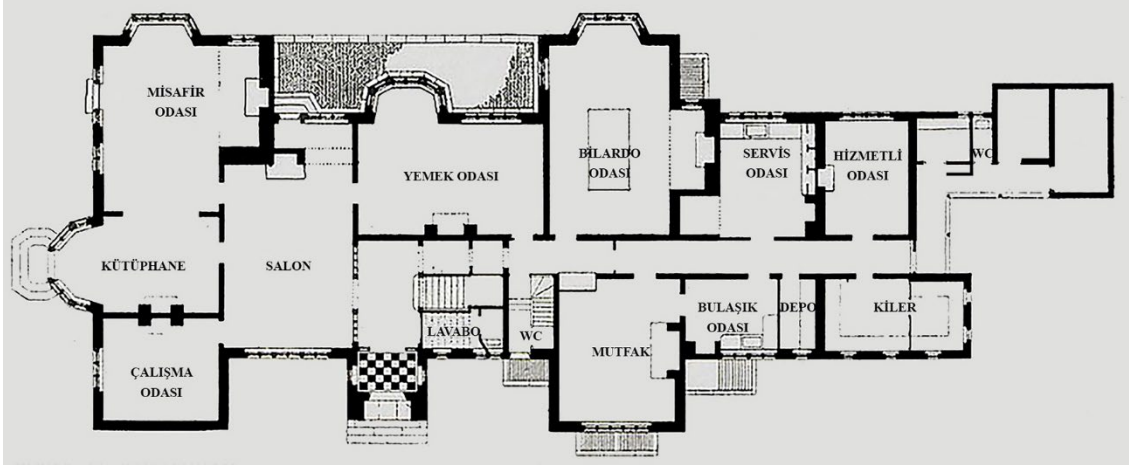 MİSAFİR
ODASI
YEMEK ODASI
BİLARDO
ODASI
SERVİS
ODASI
HİZMETLİ
ODASI
WC
KÜTÜPHANE
SALON
ÇALIŞMA
ODASI
LAVABO
WC
MUTFAK
BULAŞIK
ODASI
DEPO
KİLER